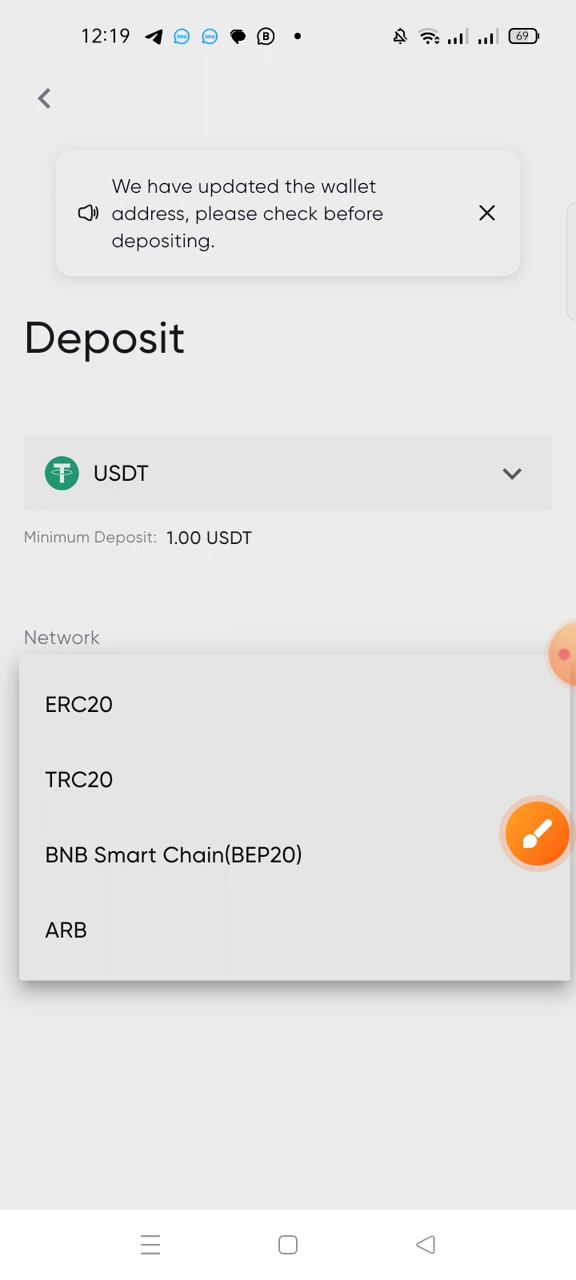 12:19
69
We have updated the wallet
address, please check before
depositing.
Deposit
USDT
Minimum Deposit: 1.00 USDT
Network
ERC20
TRC20
BNB Smart Chain(BEP20)
ARB